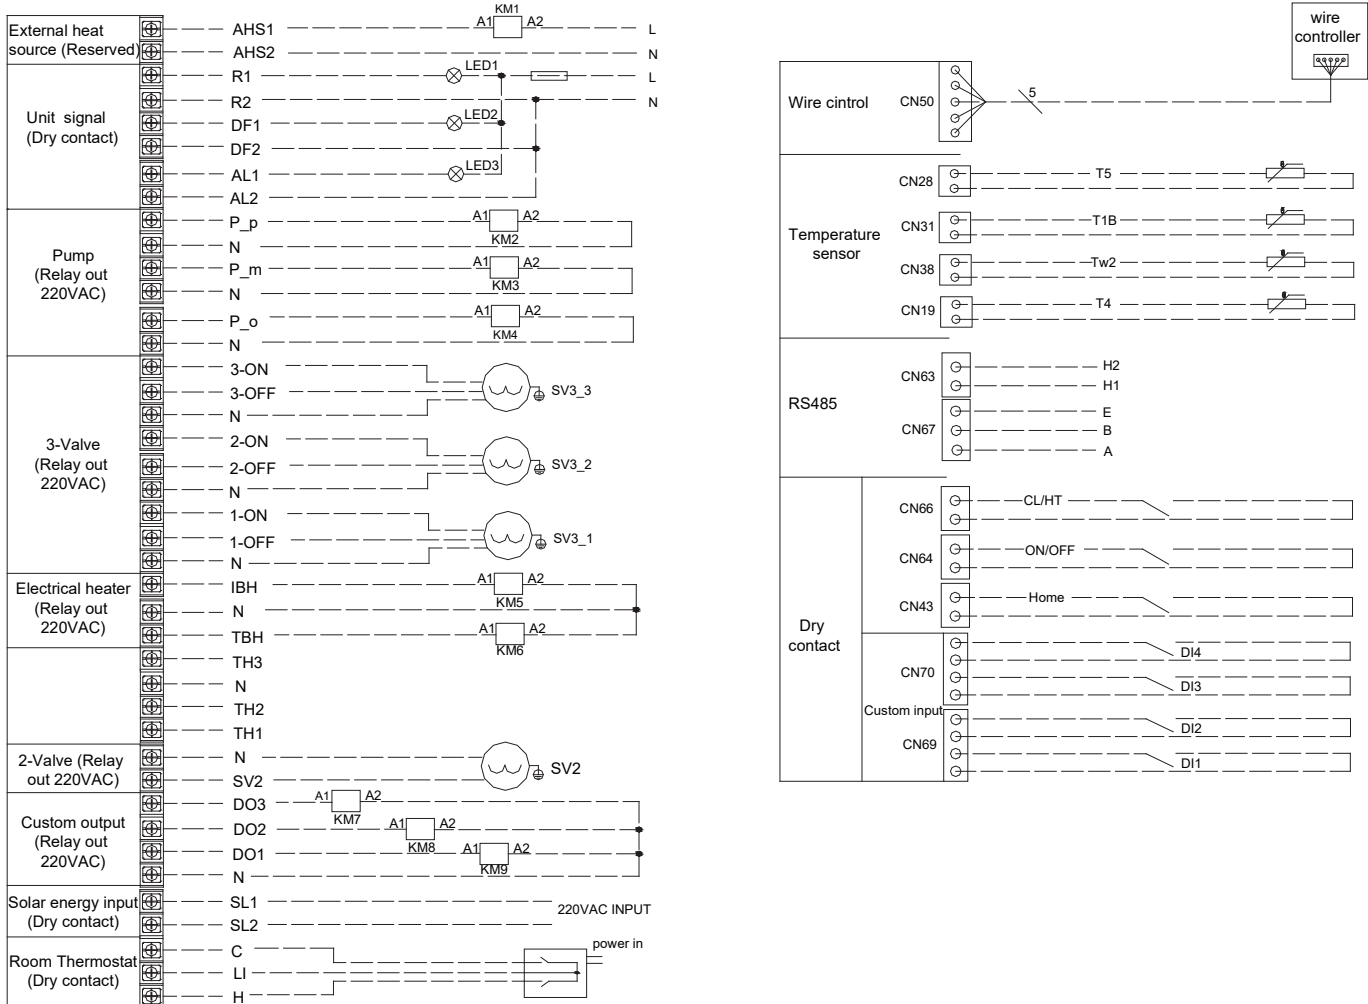 External heat
source (Reserved)
AHS1
A1 KM1 A2
L
AHS2
N
Unit signal
(Dry contact)
R1
LED1
L
R2
N
DF1
LED2
DF2
AL1
LED3
AL2
Pump
(Relay out
220VAC)
P_p
A1 A2
KM2
N
P_m
A1 A2
KM3
N
P_o
A1 A2
KM4
N
3-Valve
(Relay out
220VAC)
3-ON
3-OFF
SV3_3
N
2-ON
2-OFF
SV3_2
N
1-ON
1-OFF
SV3_1
N
Electrical heater
(Relay out
220VAC)
IBH
A1 A2
KM5
N
TBH
A1 A2
KM6
TH3
N
TH2
TH1
2-Valve (Relay
out 220VAC)
N
SV2
SV2
Custom output
(Relay out
220VAC)
DO3
A1 A2
KM7
DO2
A1 A2
KM8
DO1
A1 A2
KM9
N
Solar energy input
(Dry contact)
SL1
220VAC INPUT
SL2
Room Thermostat
(Dry contact)
C
power in
LI
H
wire
controller
Wire cintrol
CN50
5
Temperature
sensor
CN28
T5
CN31
T1B
CN38
Tw2
CN19
T4
RS485
CN63
H2
H1
CN67
E
B
A
Dry
contact
CN66
CL/HT
CN64
ON/OFF
CN43
Home
CN70
DI4
DI3
Custom input
CN69
DI2
DI1